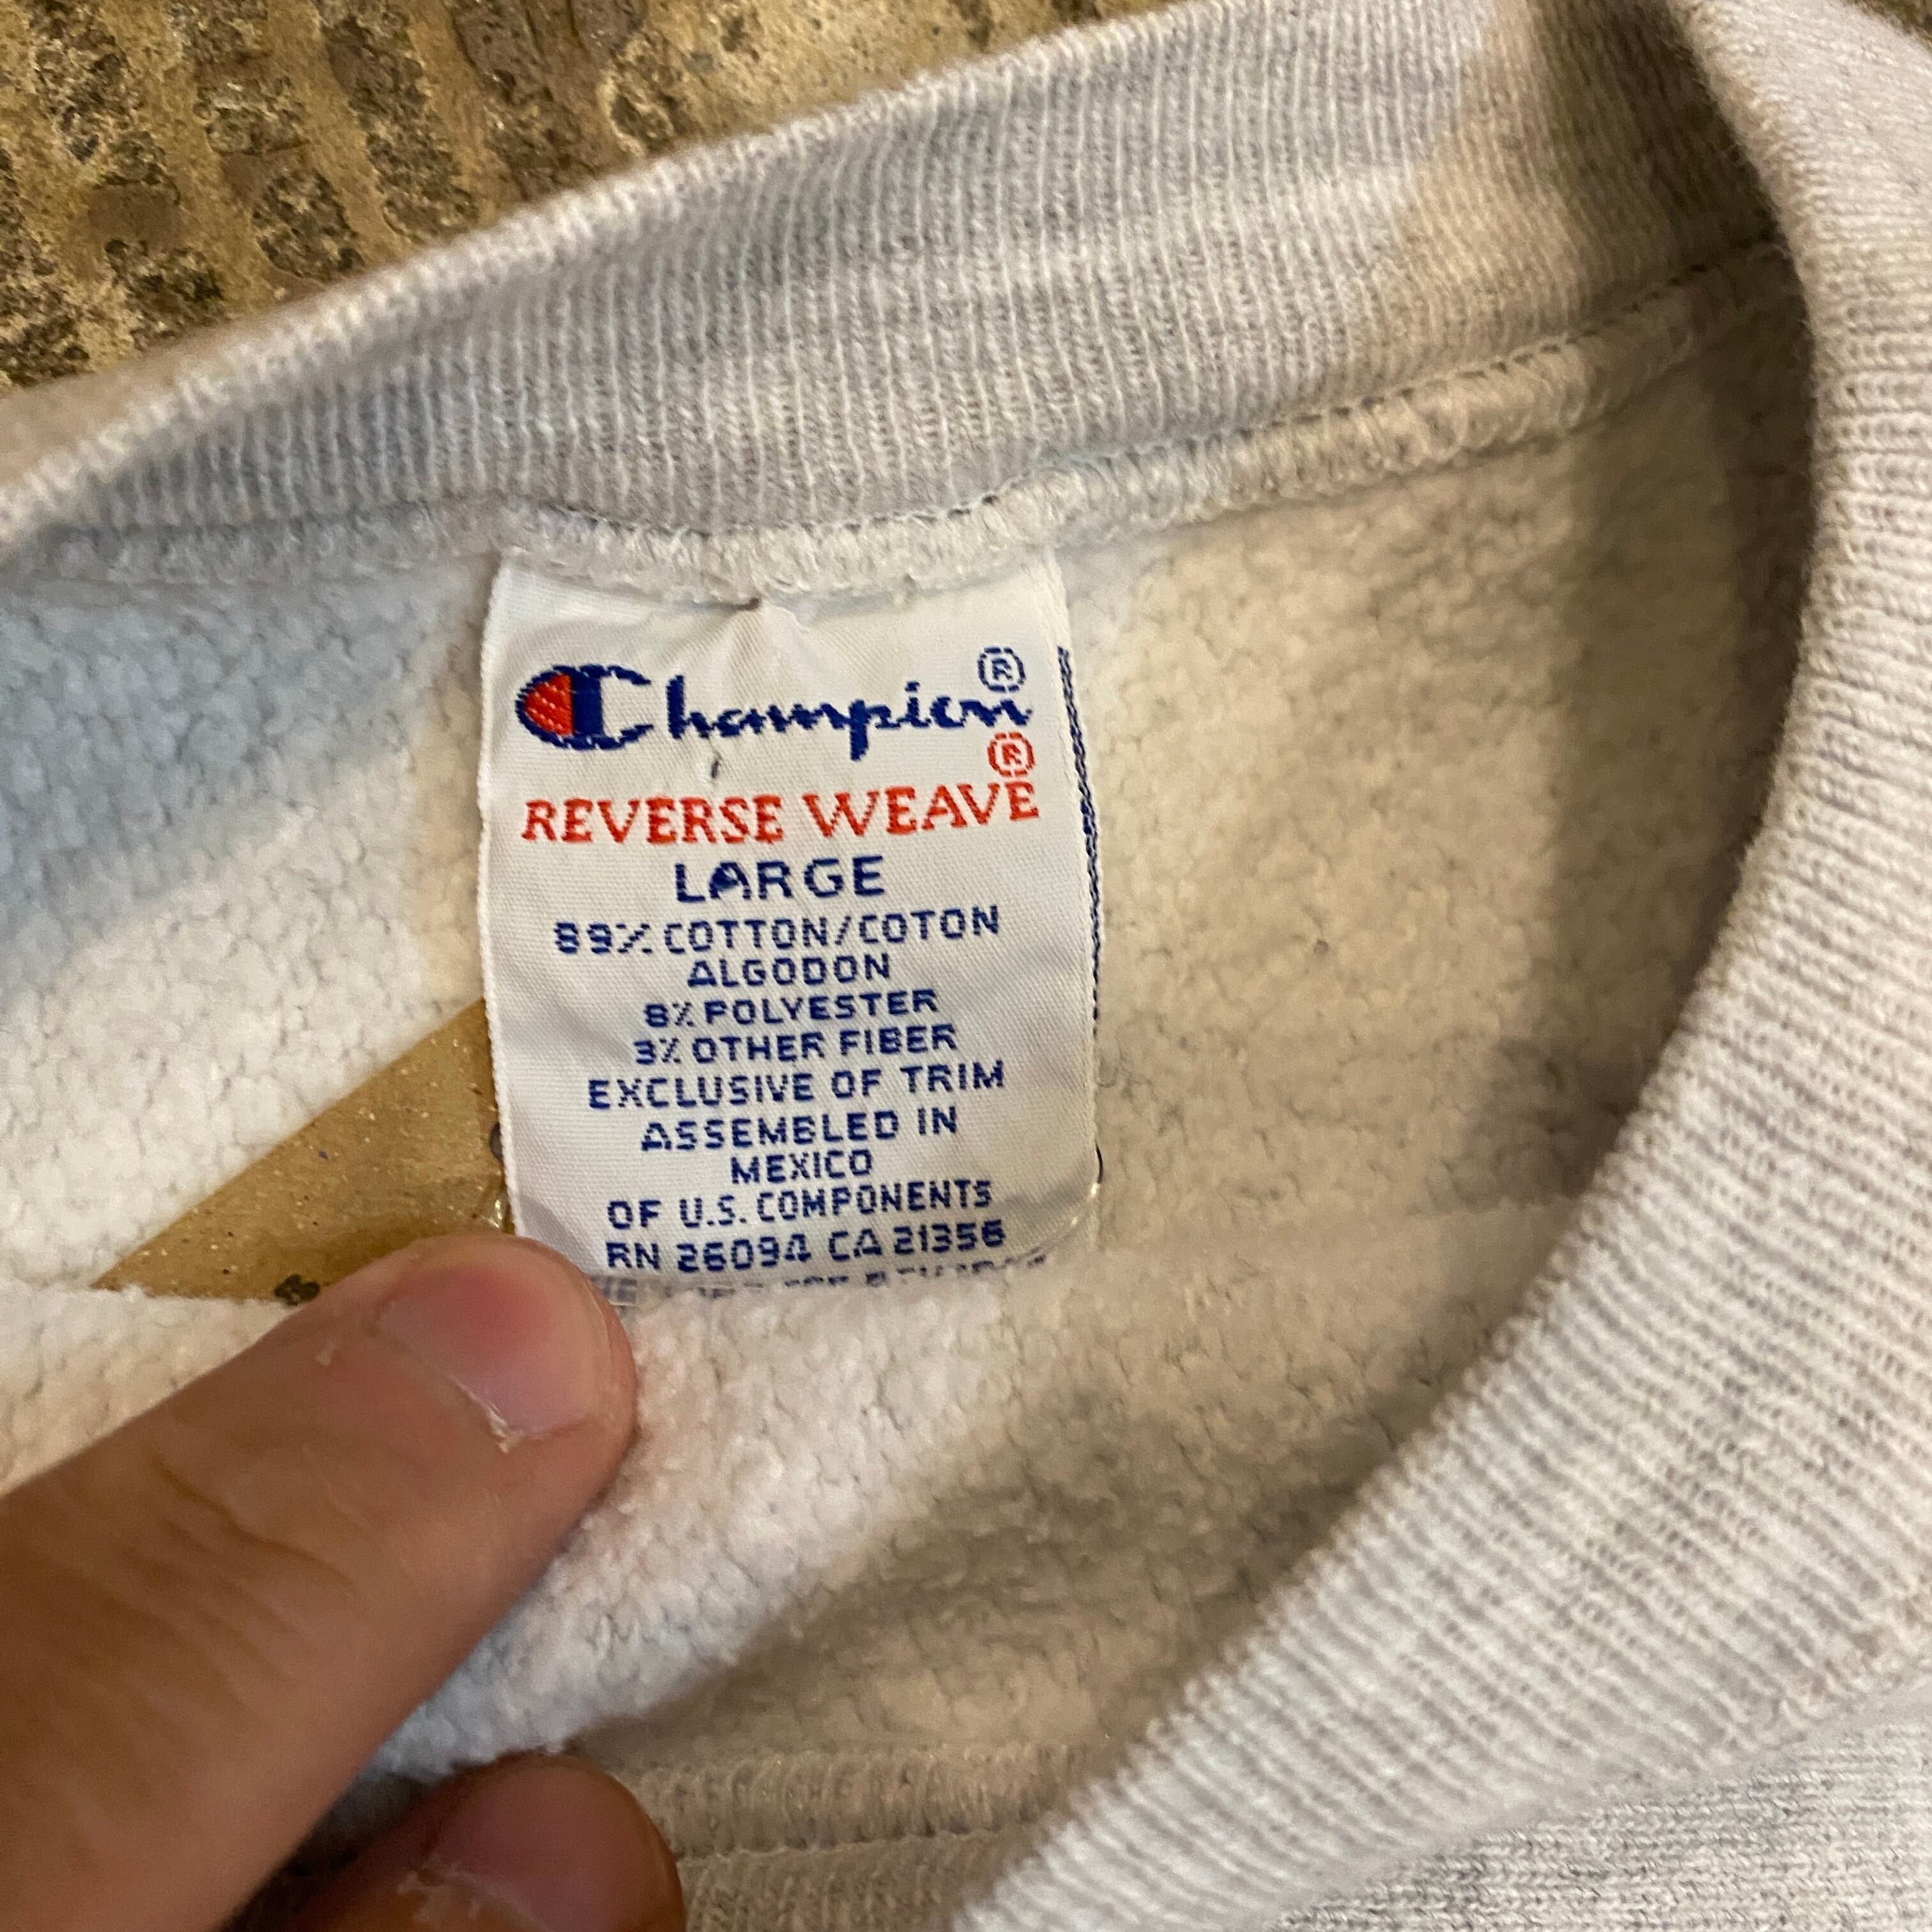 Champion®
REVERSE WEAVE®
LARGE
89% COTTON/COTON
ALGODON
8% POLYESTER
3% OTHER FIBER
EXCLUSIVE OF TRIM
ASSEMBLED IN
MEXICO
OF U.S. COMPONENTS
RN 26094 CA 21356